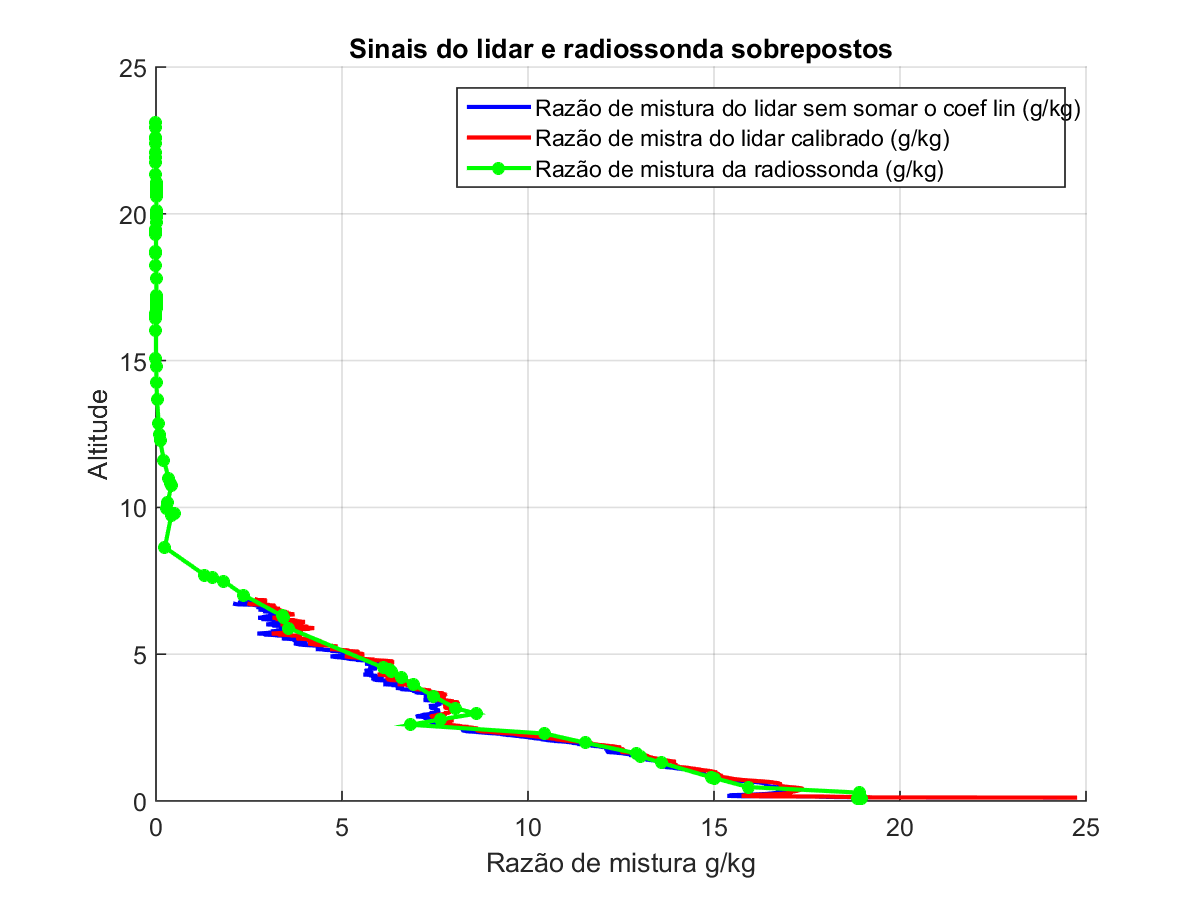 Sinais do lidar e radiossonda sobrepostos
25
Razão de mistura do lidar sem somar o coef lin (g/kg)
Razão de mistra do lidar calibrado (g/kg)
Razão de mistura da radiossonda (g/kg)
20
15
Altitude
10
5
0
0 5 10 15 20 25
Razão de mistura g/kg